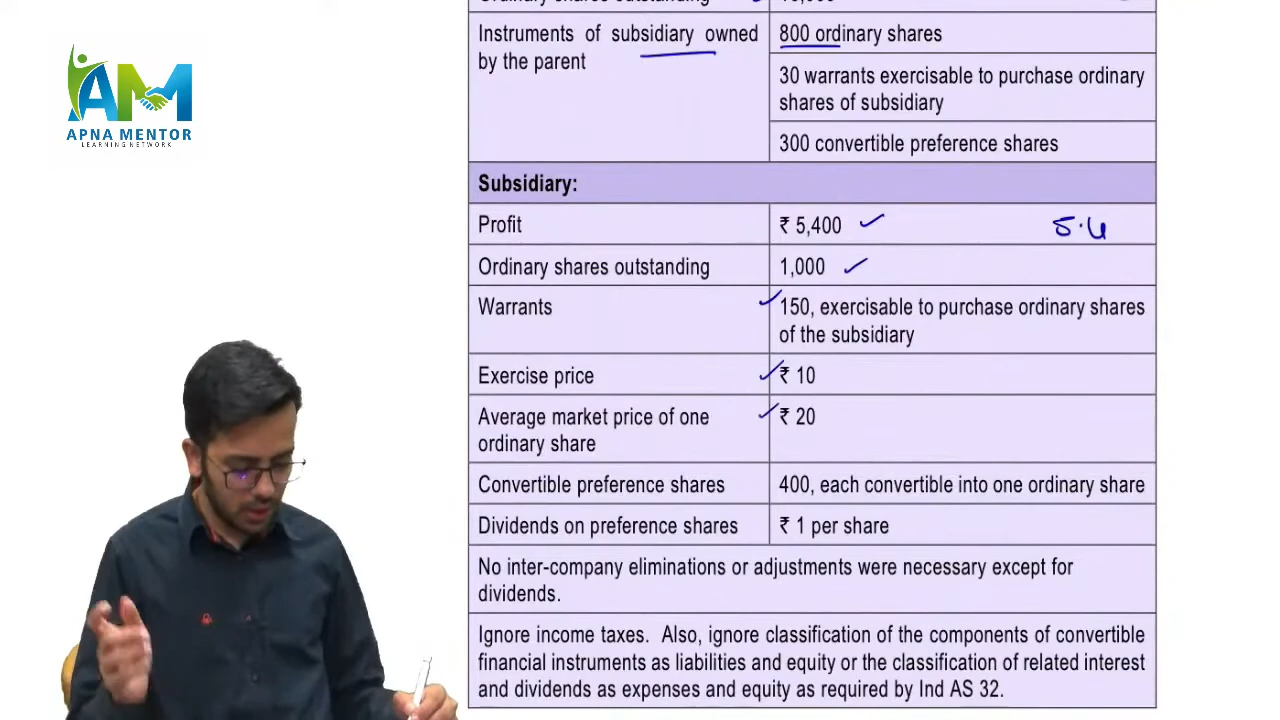 Ordinary shares outstanding 10,000
Instruments of subsidiary owned
by the parent
800 ordinary shares
30 warrants exercisable to purchase ordinary
shares of subsidiary
300 convertible preference shares
AM
APNA MENTOR
LEARNING NETWORK
Subsidiary:
Profit ₹ 5,400
Ordinary shares outstanding 1,000
Warrants
150, exercisable to purchase ordinary shares
of the subsidiary
Exercise price ₹ 10
Average market price of one
ordinary share
₹ 20
Convertible preference shares 400, each convertible into one ordinary share
Dividends on preference shares ₹ 1 per share
No inter-company eliminations or adjustments were necessary except for
dividends.
Ignore income taxes. Also, ignore classification of the components of convertible
financial instruments as liabilities and equity or the classification of related interest
and dividends as expenses and equity as required by Ind AS 32.